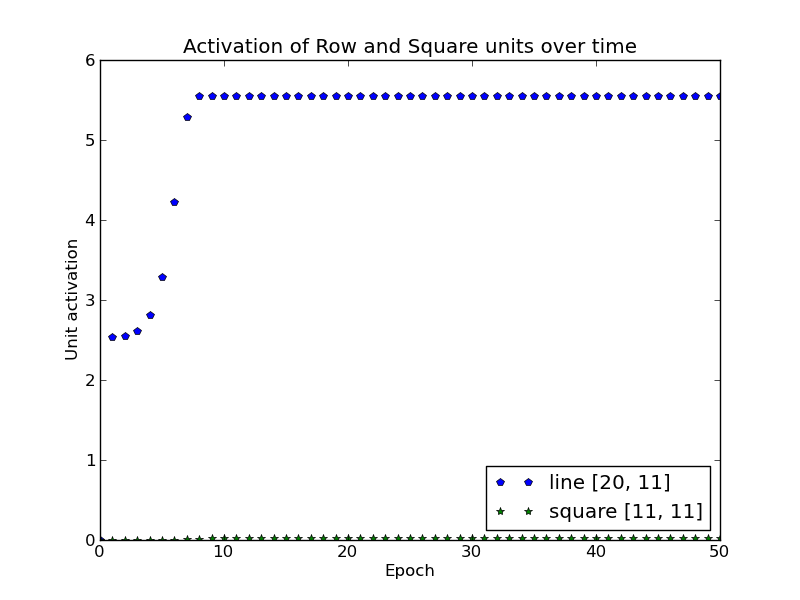 Activation of Row and Square units over time
6
5
4
3
2
1
0
Unit activation
line [20, 11]
square [11, 11]
0 10 20 30 40 50
Epoch